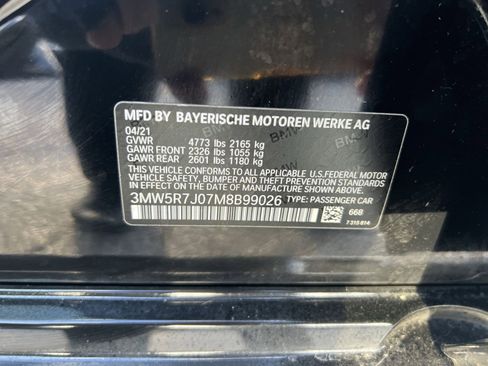 MFD BY BAYERISCHE MOTOREN WERKE AG
04/21
GVWR 4773 lbs 2165 kg
GAWR FRONT 2326 lbs 1055 kg
GAWR REAR 2601 lbs 1180 kg
THIS VEHICLE CONFORMS TO ALL APPLICABLE U.S.FEDERAL MOTOR
VEHICLE SAFETY, BUMPER, AND THEFT PREVENTION STANDARDS
IN EFFECT ON THE DATE OF MANUFACTURE SHOWN ABOVE.
3MW5R7J07M8B99026 TYPE: PASSENGER CAR
668
7 318 814